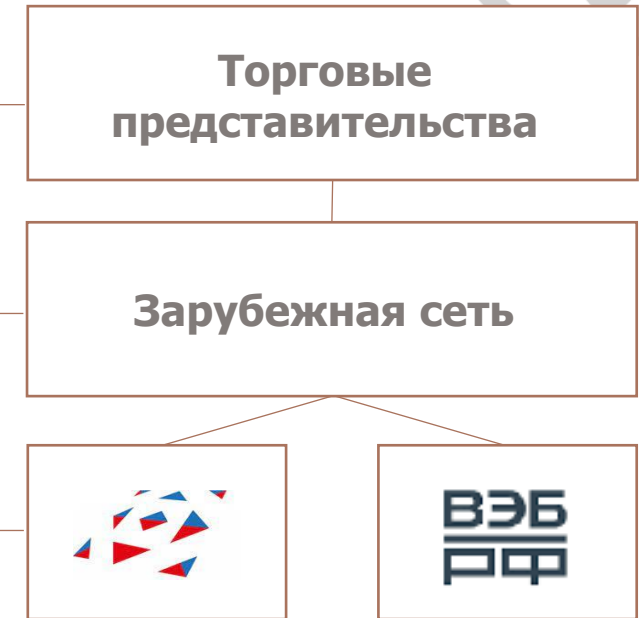 Торговые
представительства
Зарубежная сеть
ВЭБ
РФ